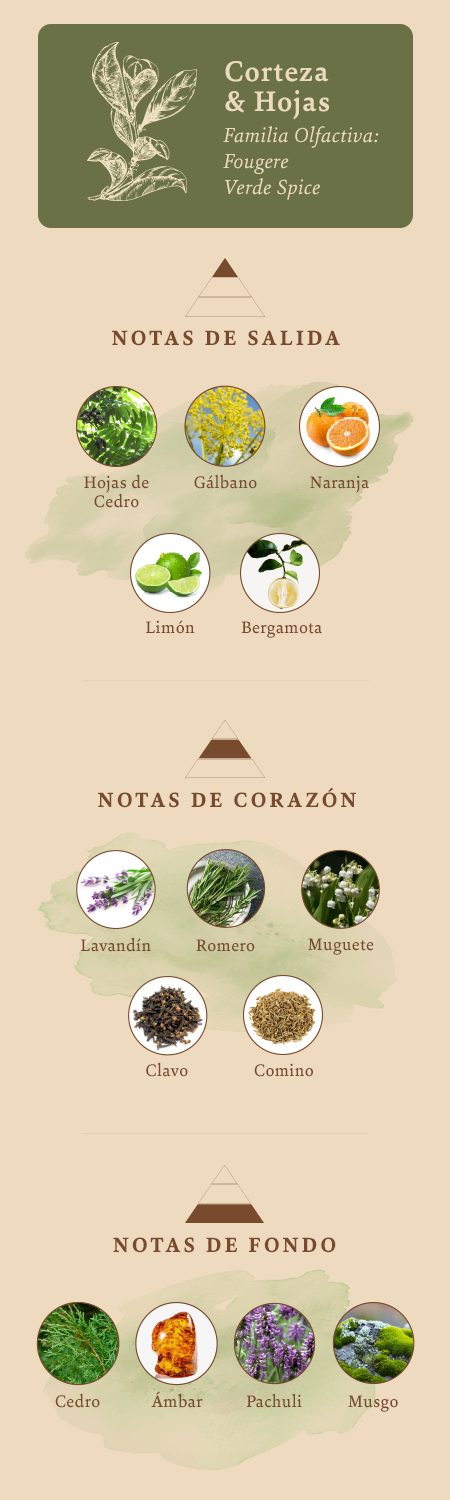 Corteza
& Hojas
Familia Olfactiva:
Fougere
Verde Spice
NOTAS DE SALIDA
Hojas de
Cedro
Gálbano
Naranja
Limón
Bergamota
NOTAS DE CORAZÓN
Lavandín
Romero
Muguete
Clavo
Comino
NOTAS DE FONDO
Cedro
Ámbar
Pachuli
Musgo